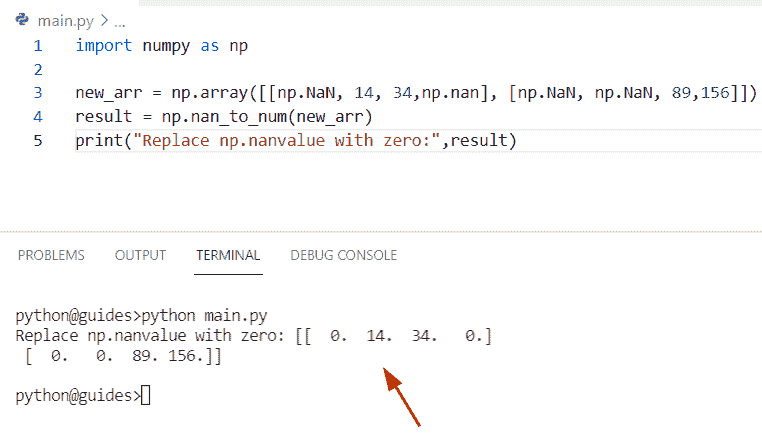 main.py > ...
1 import numpy as np
2
3 new_arr = np.array([[np.NaN, 14, 34,np.nan], [np.NaN, np.NaN, 89,156]])
4 result = np.nan_to_num(new_arr)
5 print("Replace np.nanvalue with zero:",result)
PROBLEMS OUTPUT TERMINAL DEBUG CONSOLE
python@guides>python main.py
Replace np.nanvalue with zero: [[  0.  14.  34.   0.]
 [  0.   0.  89. 156.]]
python@guides>